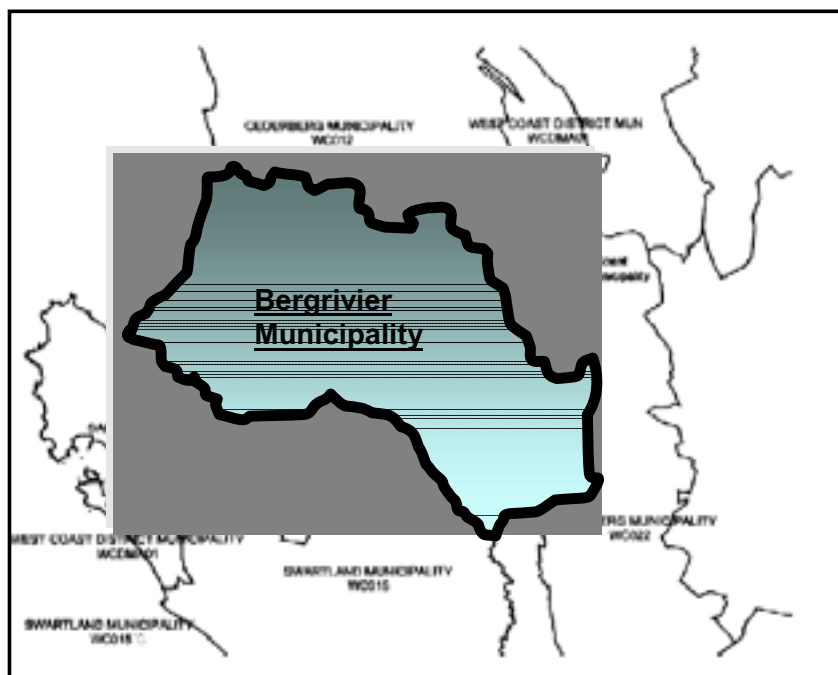 CEDERBERG MUNICIPALITY
WC012
WEST COAST DISTRICT MUN
Bergrivier
Municipality
WEST COAST DISTRICT MUNICIPALITY
WCDMA01
ERG MUNICIPALITY
WC022
SWARTLAND MUNICIPALITY
WC015
SWARTLAND MUNICIPALITY
WC015